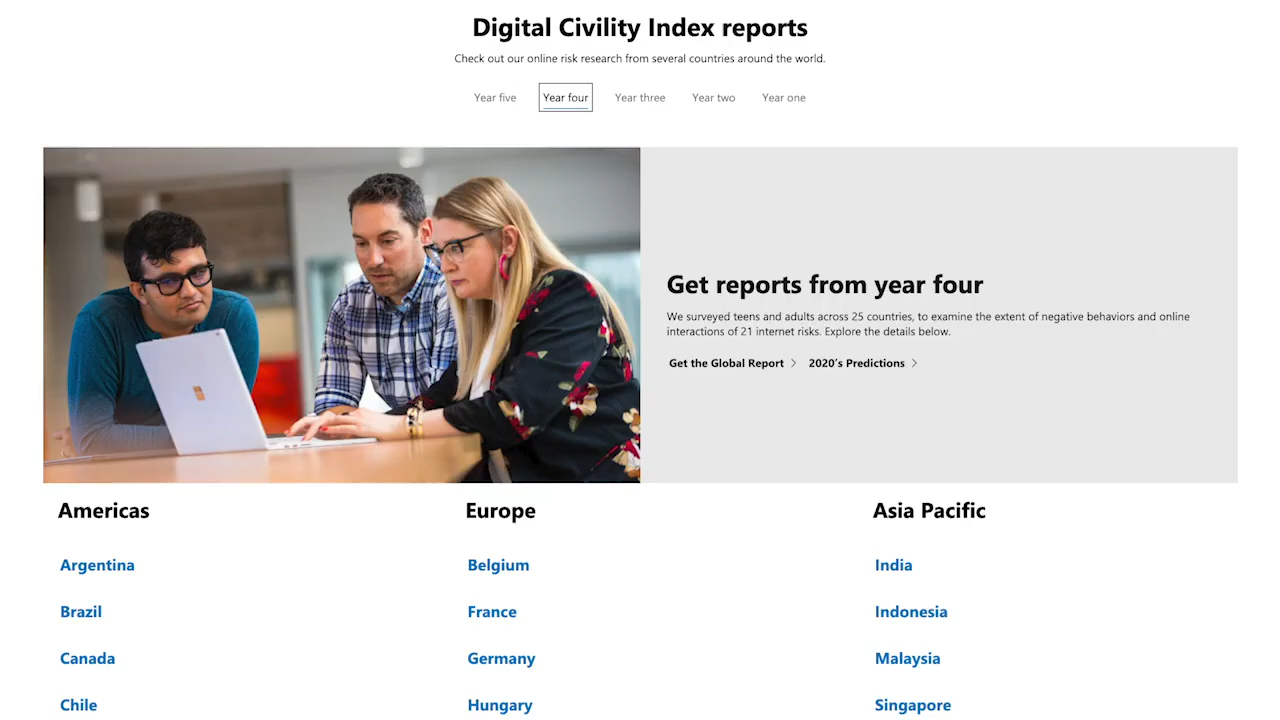 Digital Civility Index reports
Check out our online risk research from several countries around the world.
Year five
Year four
Year three
Year two
Year one
Get reports from year four
We surveyed teens and adults across 25 countries, to examine the extent of negative behaviors and online
interactions of 21 internet risks. Explore the details below.
Get the Global Report
2020's Predictions
Americas
Argentina
Brazil
Canada
Chile
Europe
Belgium
France
Germany
Hungary
Asia Pacific
India
Indonesia
Malaysia
Singapore